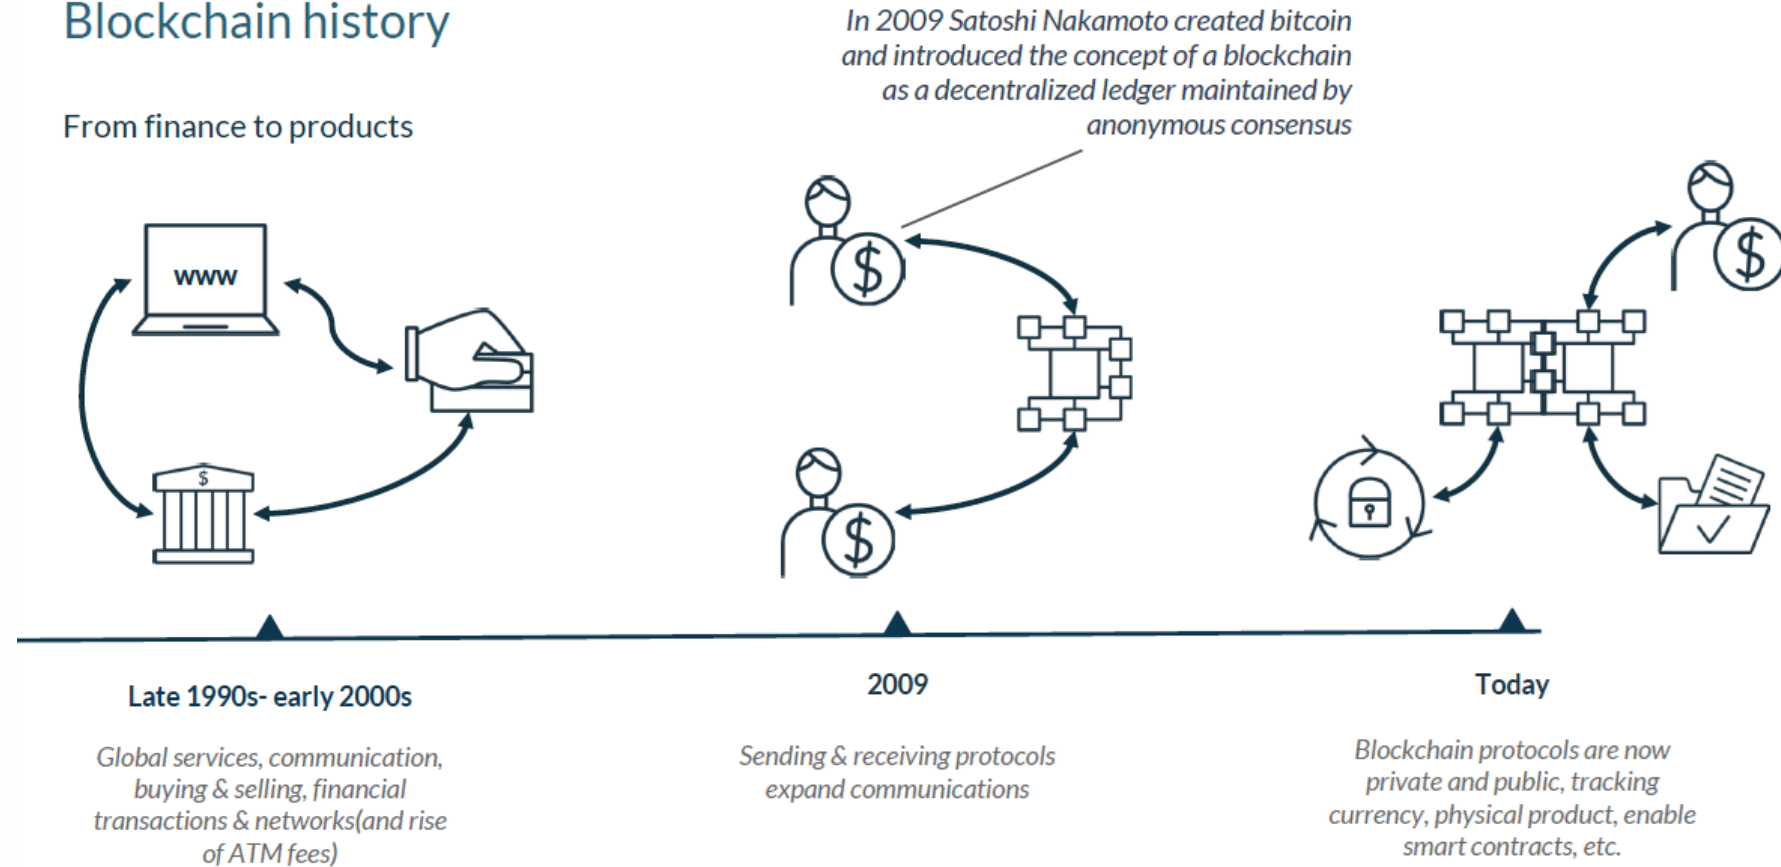 Blockchain history
From finance to products
In 2009 Satoshi Nakamoto created bitcoin
and introduced the concept of a blockchain
as a decentralized ledger maintained by
anonymous consensus
www
$
$
$
$
Late 1990s- early 2000s
Global services, communication,
buying & selling, financial
transactions & networks(and rise
of ATM fees)
2009
Sending & receiving protocols
expand communications
Today
Blockchain protocols are now
private and public, tracking
currency, physical product, enable
smart contracts, etc.